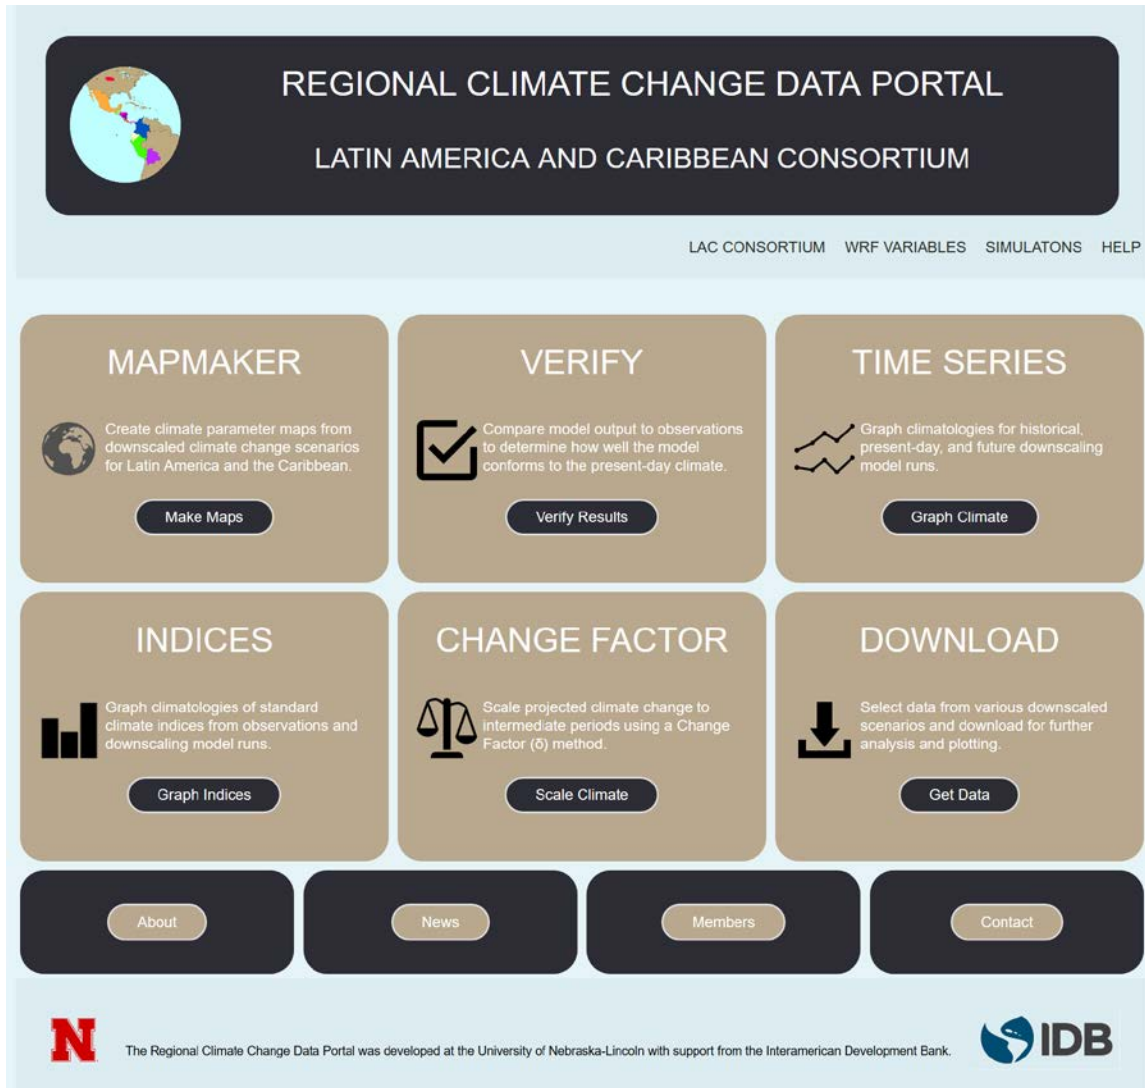 REGIONAL CLIMATE CHANGE DATA PORTAL
LATIN AMERICA AND CARIBBEAN CONSORTIUM
LAC CONSORTIUM WRF VARIABLES SIMULATONS HELP
MAPMAKER
Create climate parameter maps from
downscaled climate change scenarios
for Latin America and the Caribbean.
Make Maps
VERIFY
Compare model output to observations
to determine how well the model
conforms to the present-day climate.
Verify Results
TIME SERIES
Graph climatologies for historical,
present-day, and future downscaling
model runs.
Graph Climate
INDICES
Graph climatologies of standard
climate indices from observations and
downscaling model runs.
Graph Indices
CHANGE FACTOR
Scale projected climate change to
intermediate periods using a Change
Factor (δ) method.
Scale Climate
DOWNLOAD
Select data from various downscaled
scenarios and download for further
analysis and plotting.
Get Data
About
News
Members
Contact
N
The Regional Climate Change Data Portal was developed at the University of Nebraska-Lincoln with support from the Interamerican Development Bank.
IDB